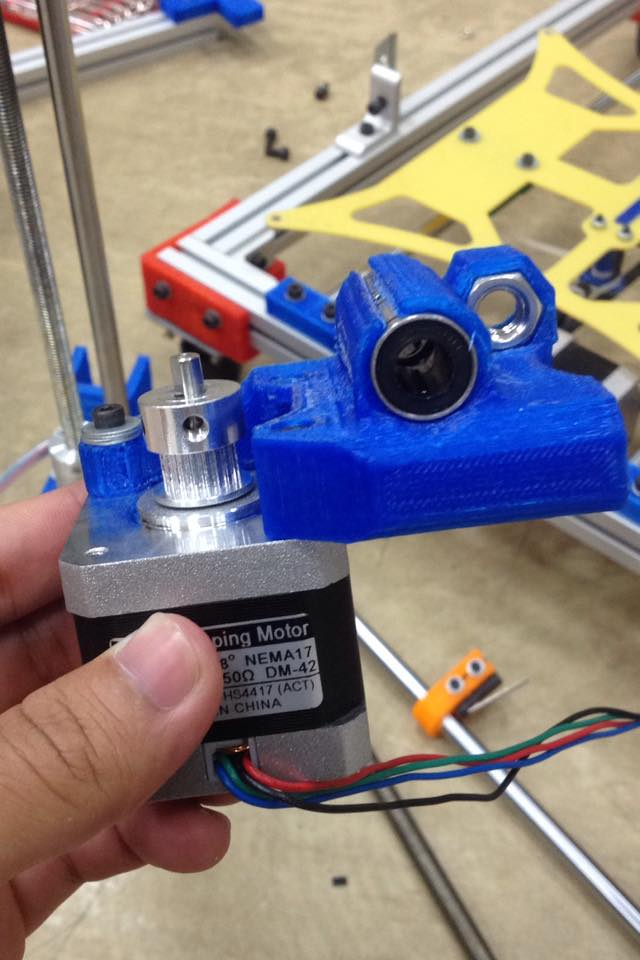 ping Motor
8° NEMA17
50Ω DM-42
HS4417 (ACT)
N CHINA